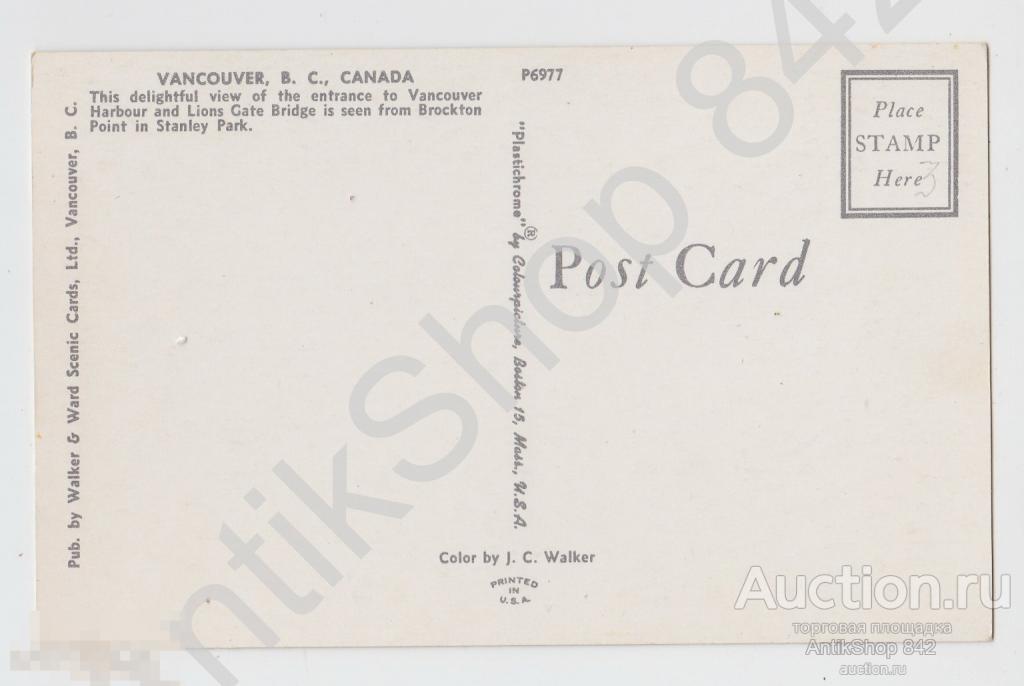 VANCOUVER, B. C., CANADA
This delightful view of the entrance to Vancouver
Harbour and Lions Gate Bridge is seen from Brockton
Point in Stanley Park.
Pub. by Walker & Ward Scenic Cards, Ltd., Vancouver, B. C.
P6977
"Plastichrome"® by Colourpicture, Boston 15, Mass., U.S.A.
Place
STAMP
Here
3
Post Card
Color by J. C. Walker
PRINTED
IN
U.S.A.
AntikShop 842
Auction.ru
торговая площадка
AntikShop 842
auction.ru